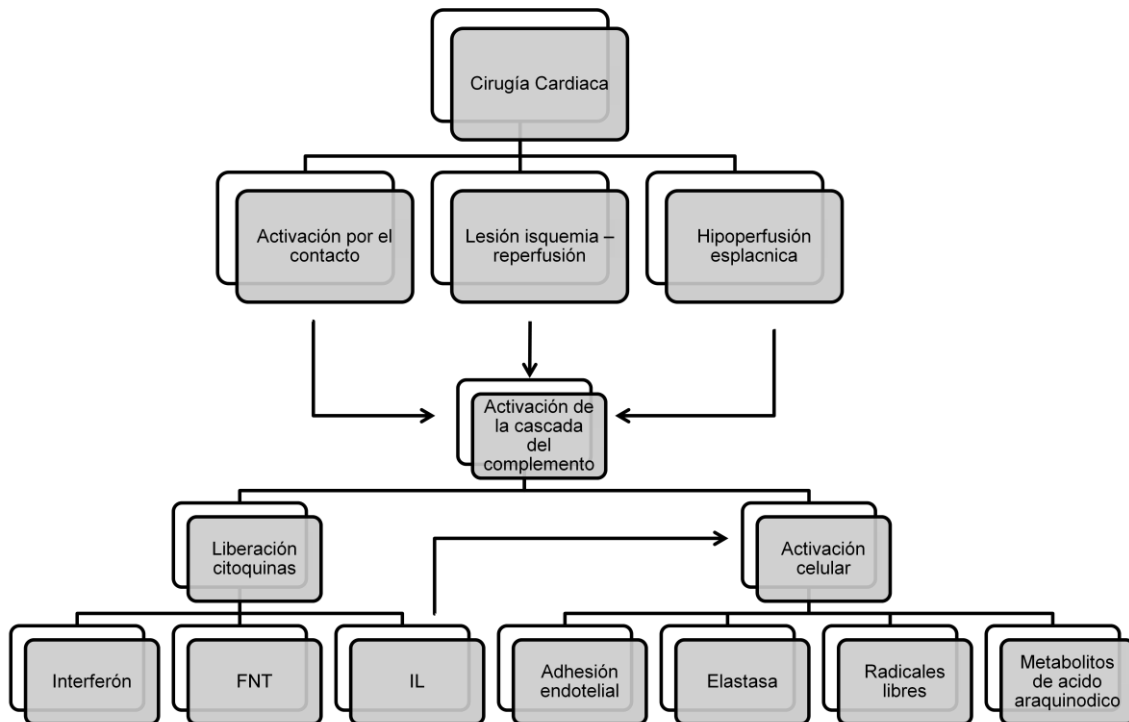 Cirugía Cardiaca
Activación por el
contacto
Lesión isquemia –
reperfusión
Hipoperfusión
esplacnica
Activación de
la cascada
del
complemento
Liberación
citoquinas
Activación
celular
Interferón
FNT
IL
Adhesión
endotelial
Elastasa
Radicales
libres
Metabolitos
de acido
araquinodico